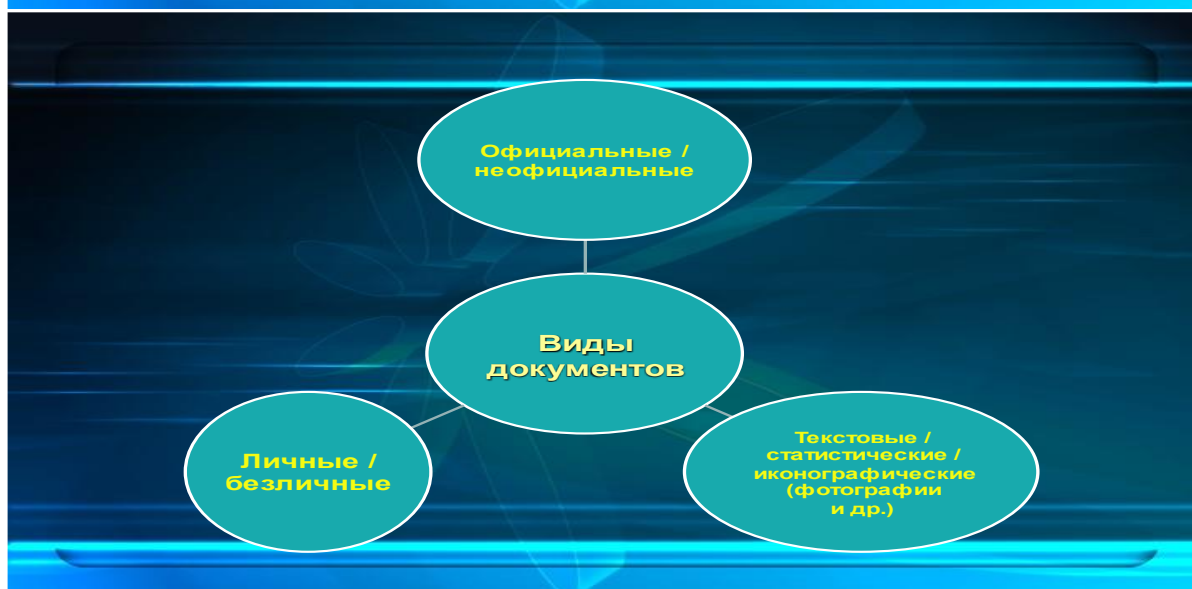 Официальные /
неофициальные
Виды
документов
Личные /
безличные
Текстовые /
статистические /
иконографические
(фотографии
и др.)